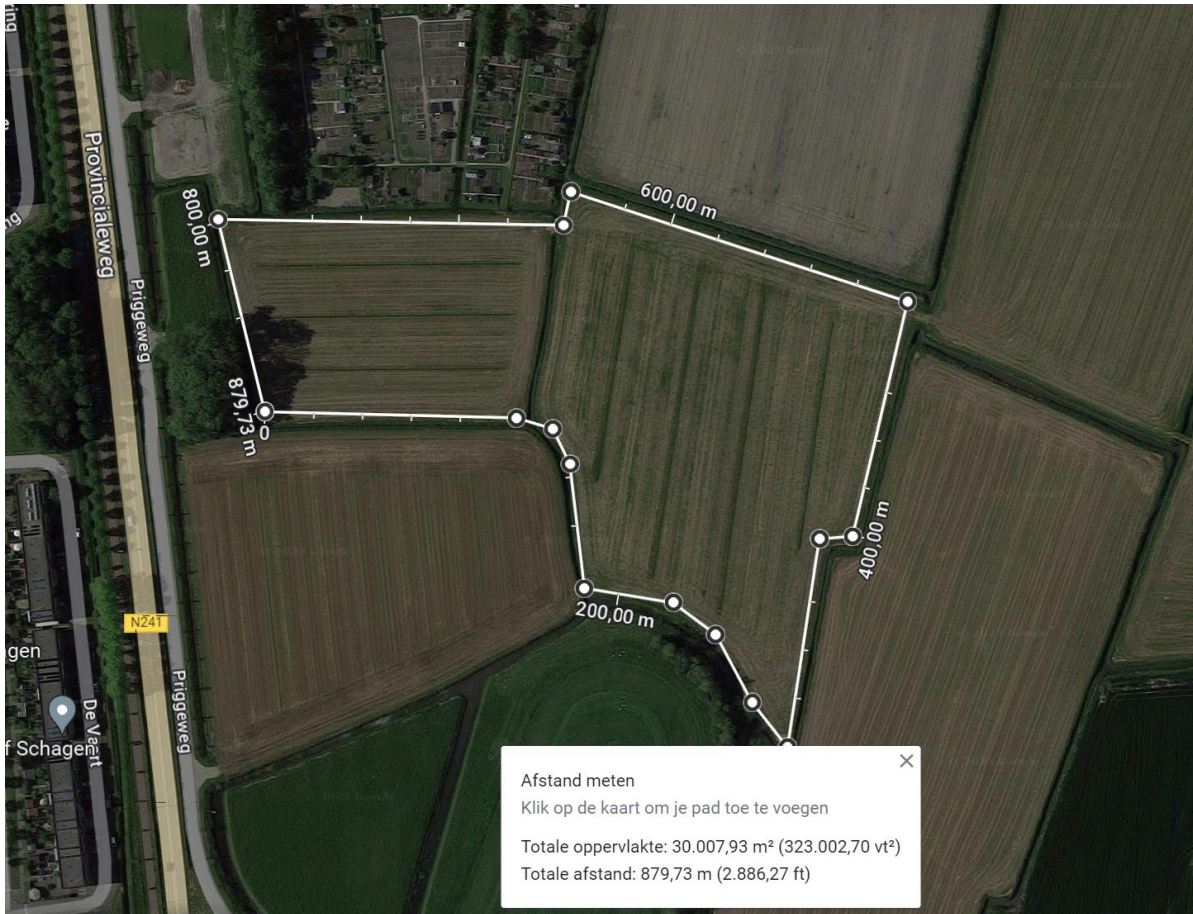 ing
Provincialeweg
Priggeweg
800,00 m
600,00 m
879,73 m
0
400,00 m
200,00 m
N241
gen
Priggeweg
De Vaart
f Schagen
Afstand meten
Klik op de kaart om je pad toe te voegen
Totale oppervlakte: 30.007,93 m² (323.002,70 vt²)
Totale afstand: 879,73 m (2.886,27 ft)